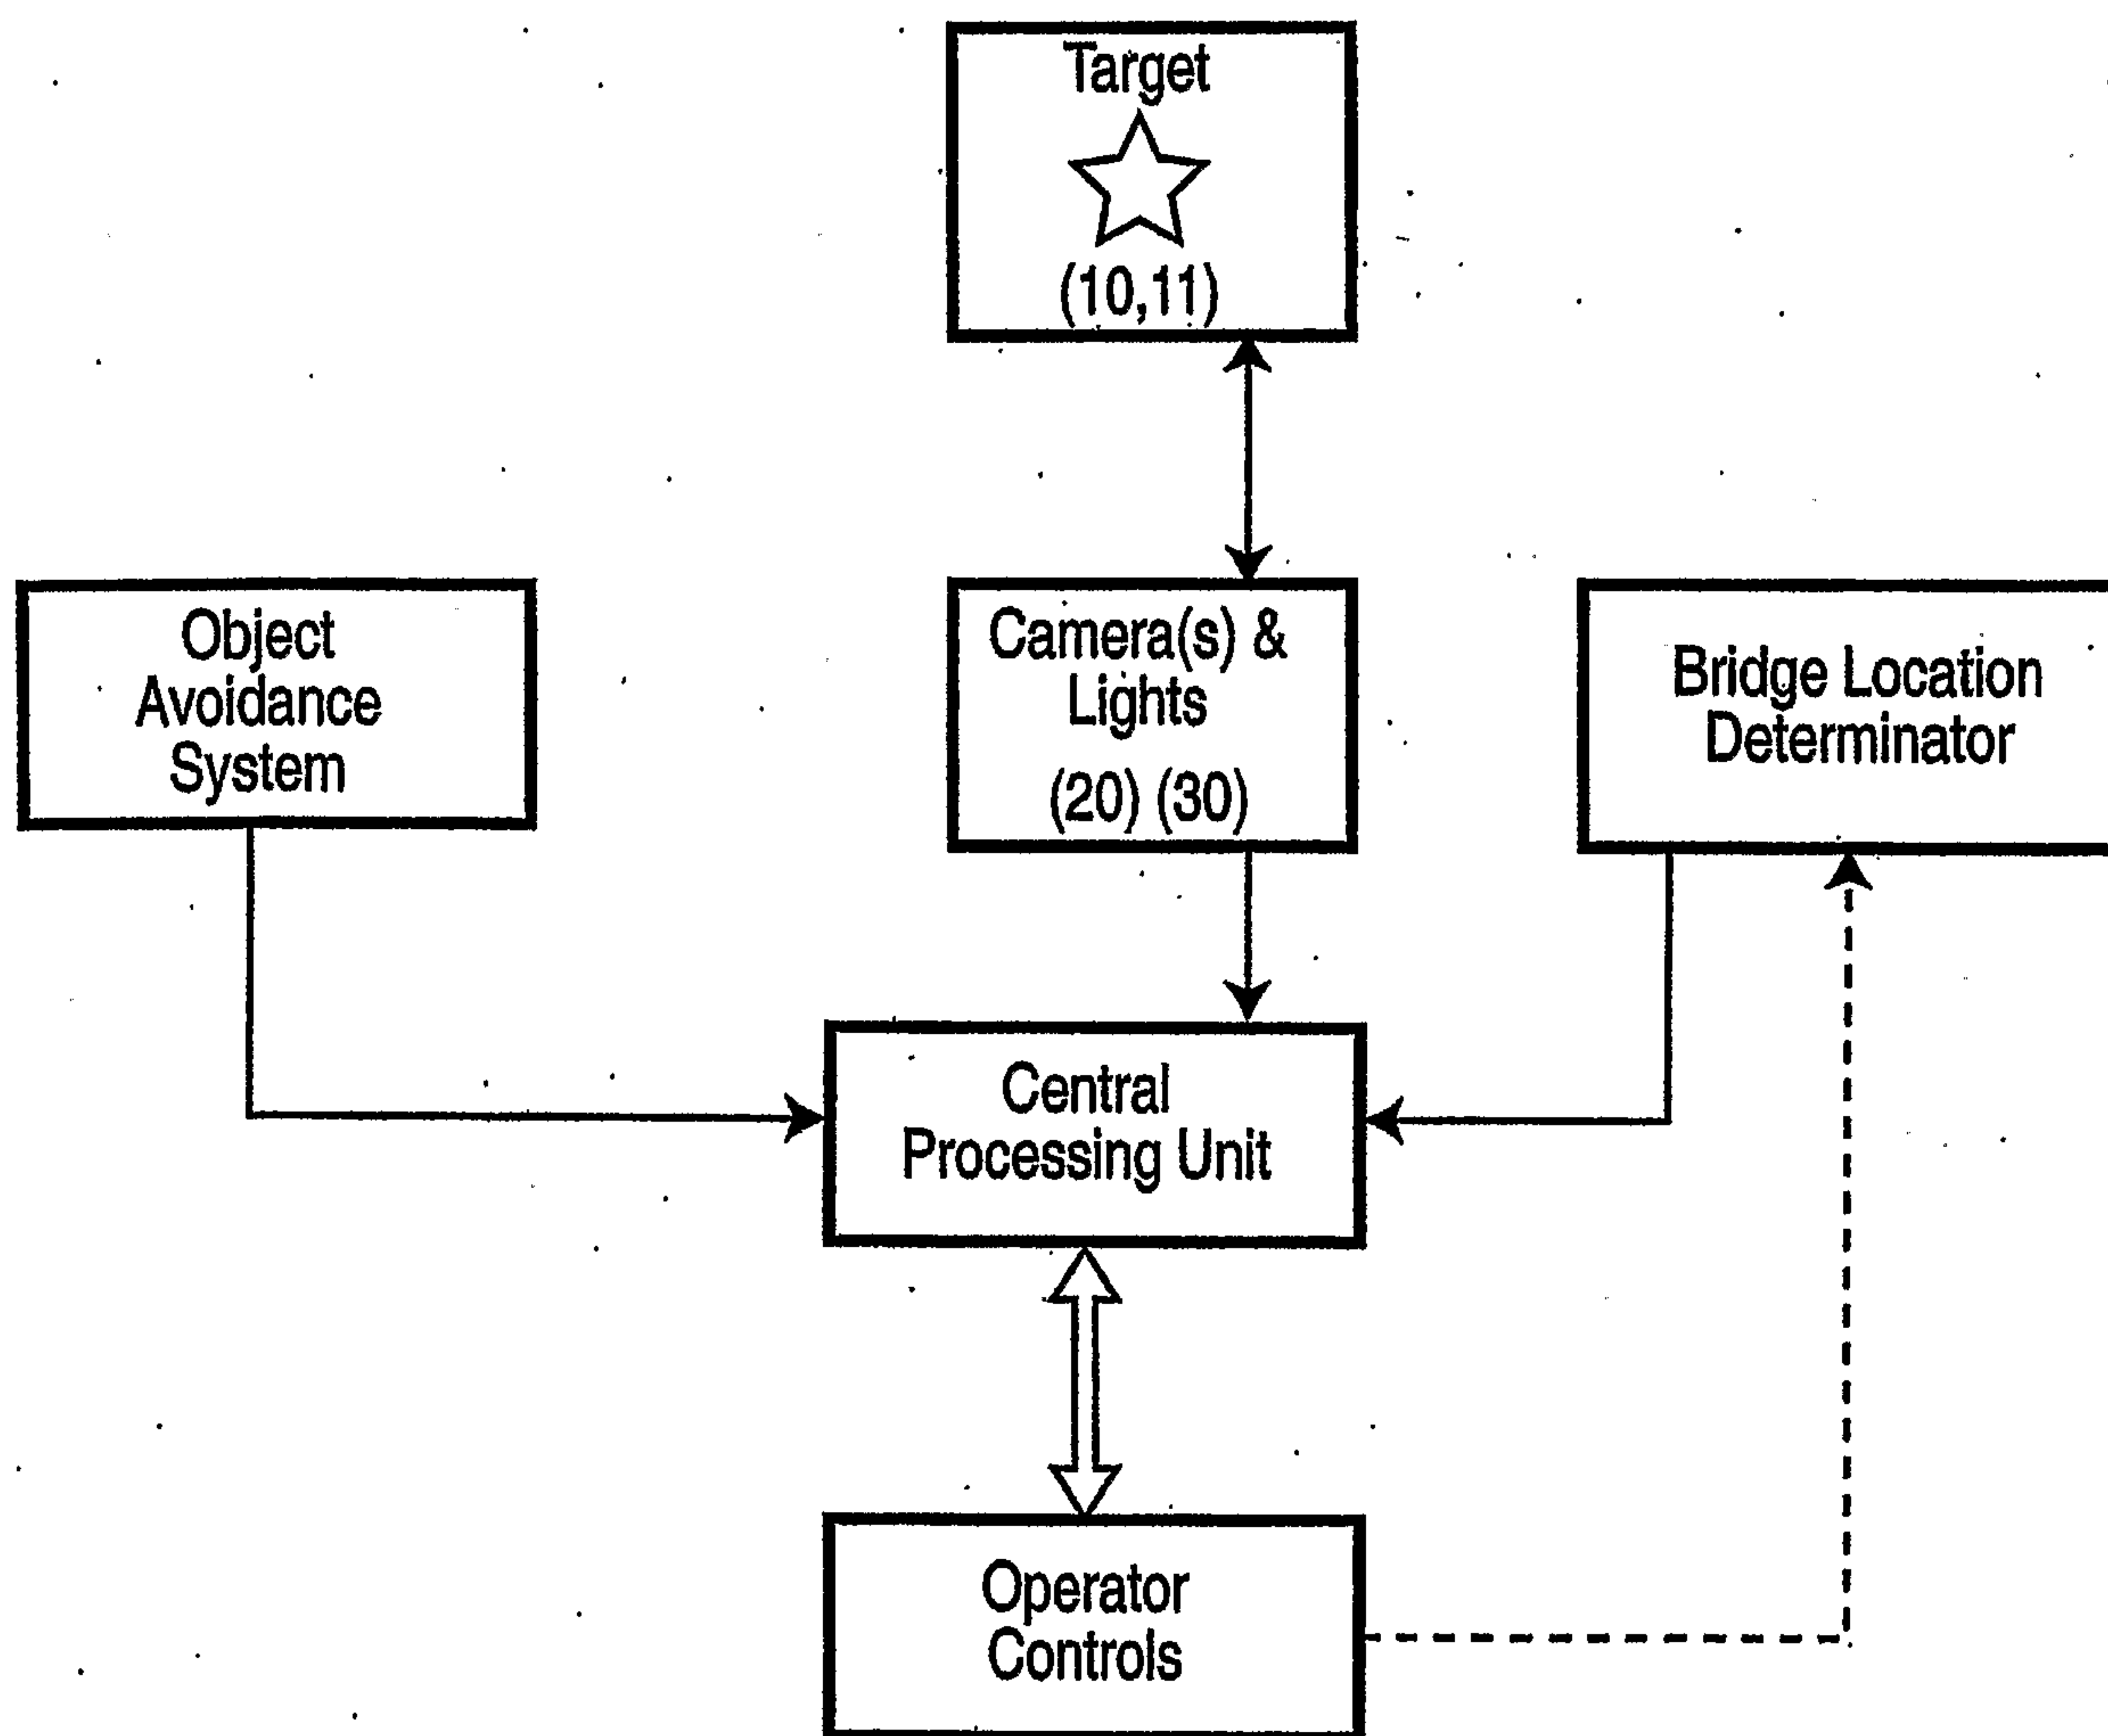 Target
(10,11)
Object
Avoidance
System
Camera(s) &
Lights
(20) (30)
Bridge Location
Determinator
Central
Processing Unit
Operator
Controls